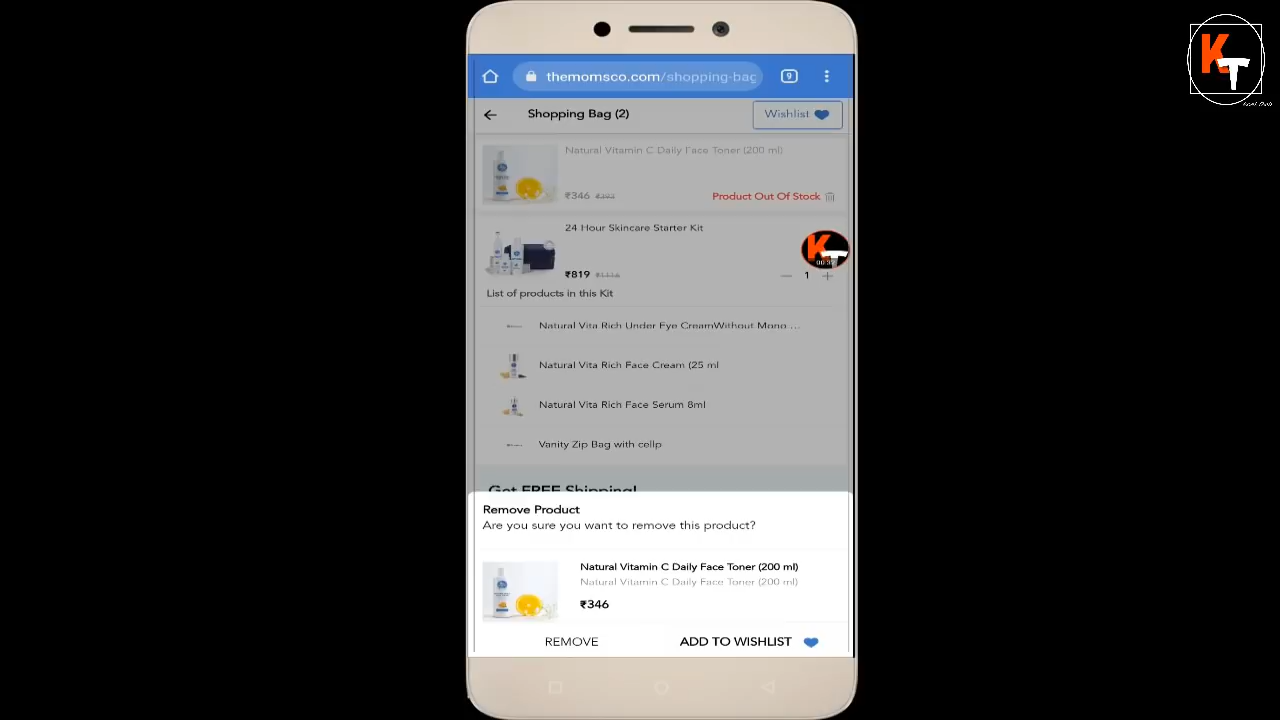 KT
9
themomsco.com/shopping-bag
Shopping Bag (2)
Wishlist
Natural Vitamin C Daily Face Toner (200 ml)
₹346 ₹393
Product Out Of Stock
24 Hour Skincare Starter Kit
₹819 ₹1116
1
List of products in this Kit
Natural Vita Rich Under Eye CreamWithout Mono ...
Natural Vita Rich Face Cream (25 ml
Natural Vita Rich Face Serum 8ml
Vanity Zip Bag with cellp
Get FREE Shipping!
Remove Product
Are you sure you want to remove this product?
Natural Vitamin C Daily Face Toner (200 ml)
Natural Vitamin C Daily Face Toner (200 ml)
₹346
REMOVE
ADD TO WISHLIST